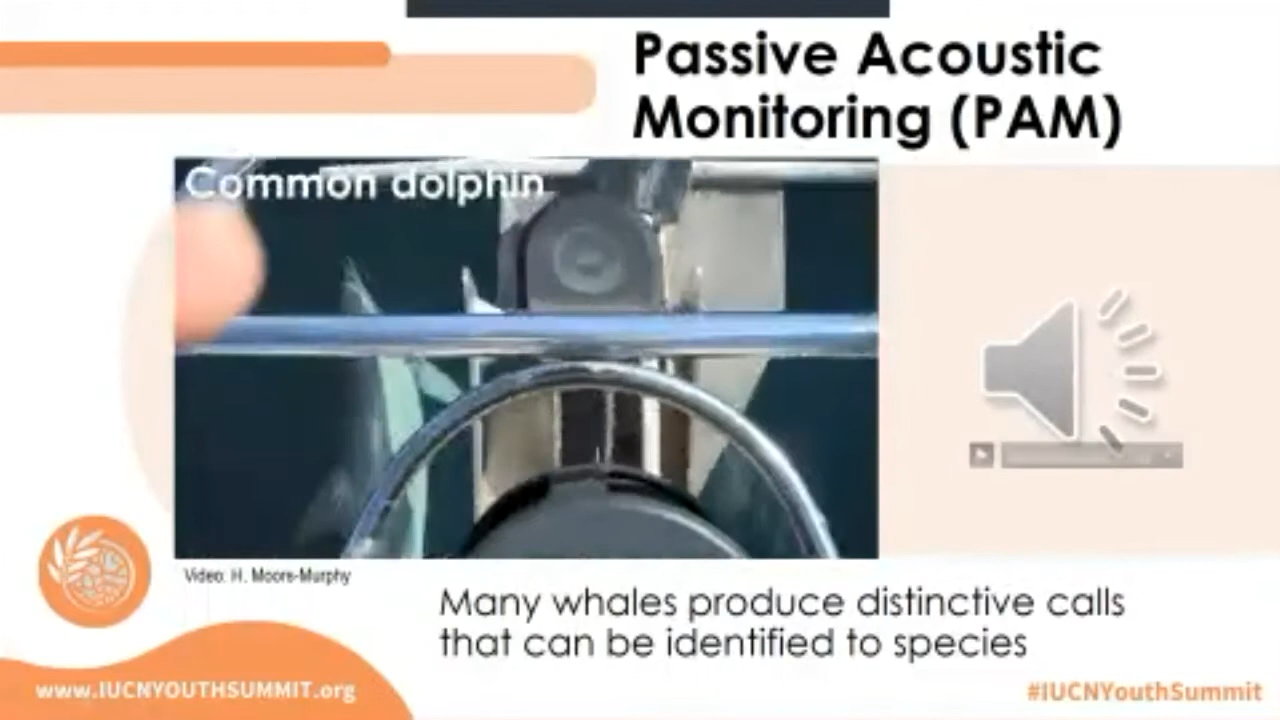 Passive Acoustic
Monitoring (PAM)
Common dolphin
Video: H. Moore-Murphy
Many whales produce distinctive calls
that can be identified to species
www.IUCNYOUTHSUMMIT.org
#IUCNYouthSummit